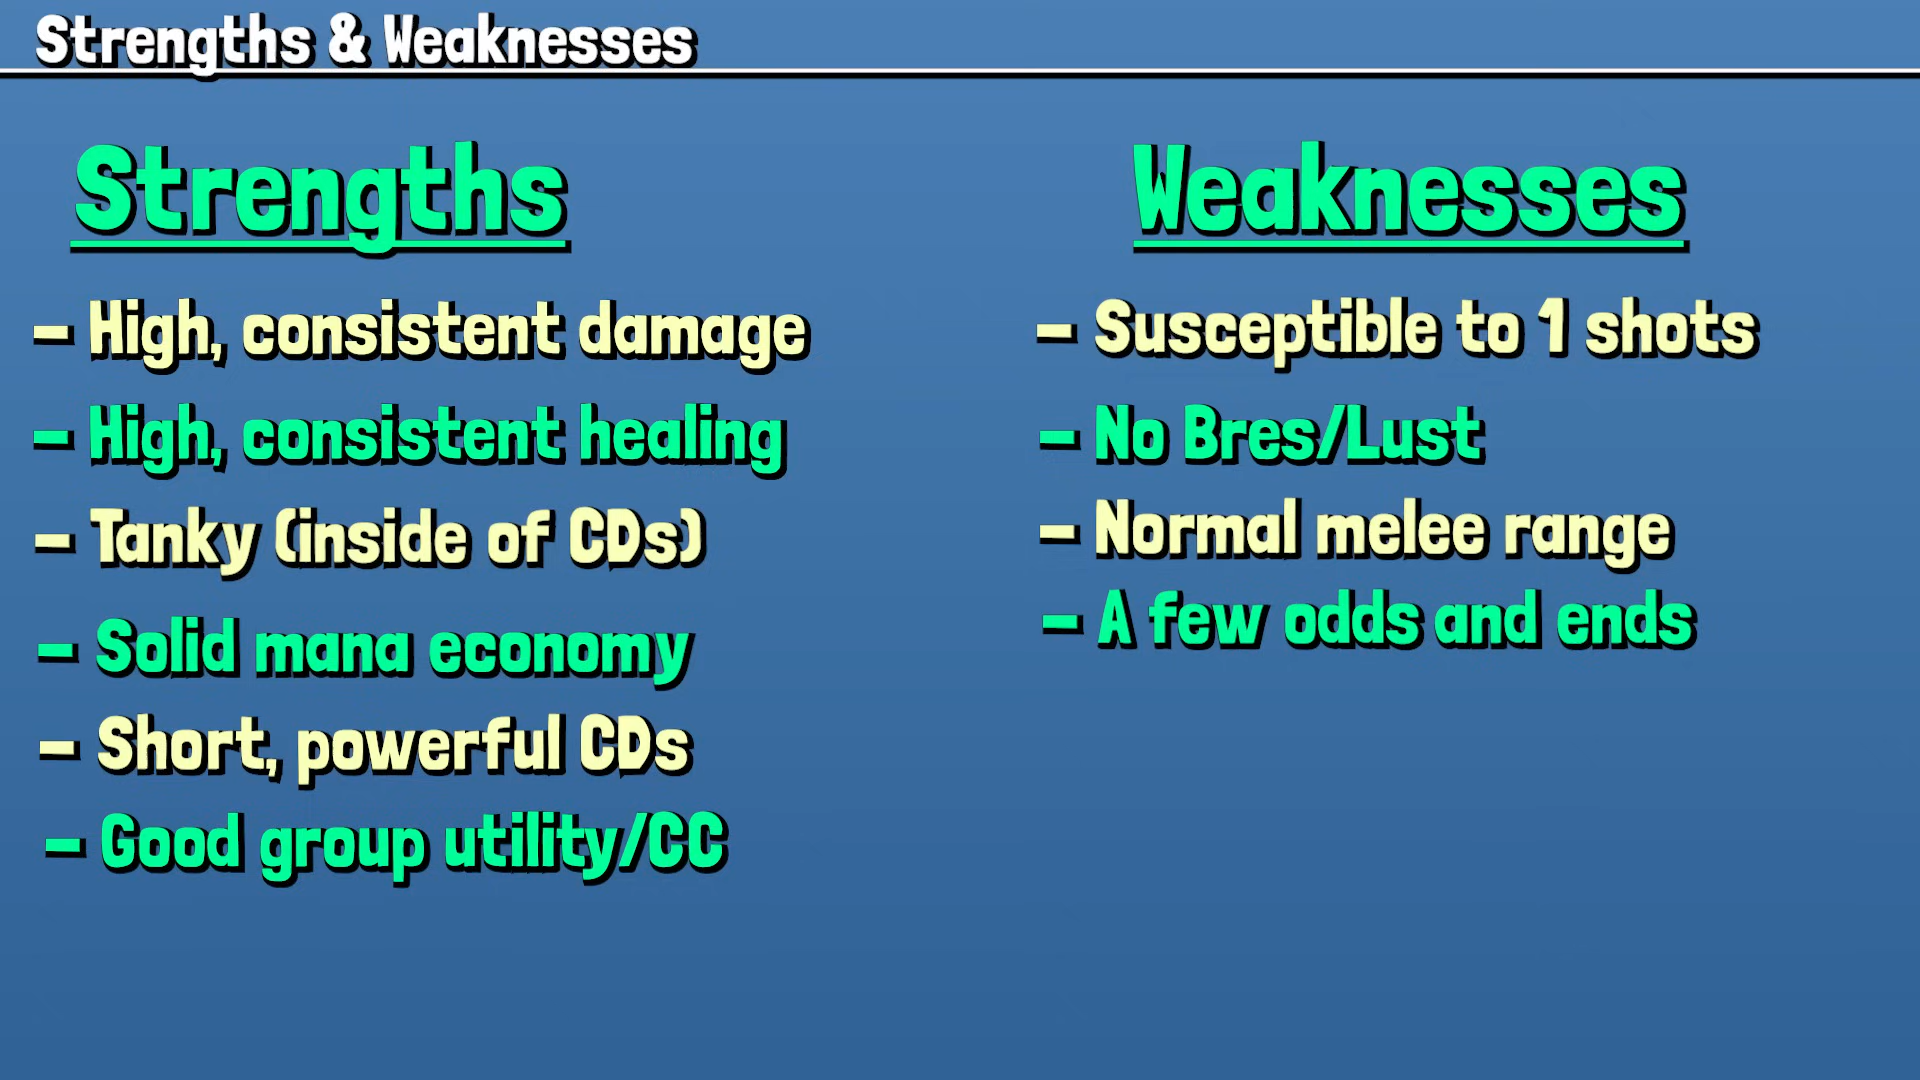 Strengths & Weaknesses
Strengths
– High, consistent damage
– High, consistent healing
– Tanky (inside of CDs)
– Solid mana economy
– Short, powerful CDs
– Good group utility/CC
Weaknesses
– Susceptible to 1 shots
– No Bres/Lust
– Normal melee range
– A few odds and ends